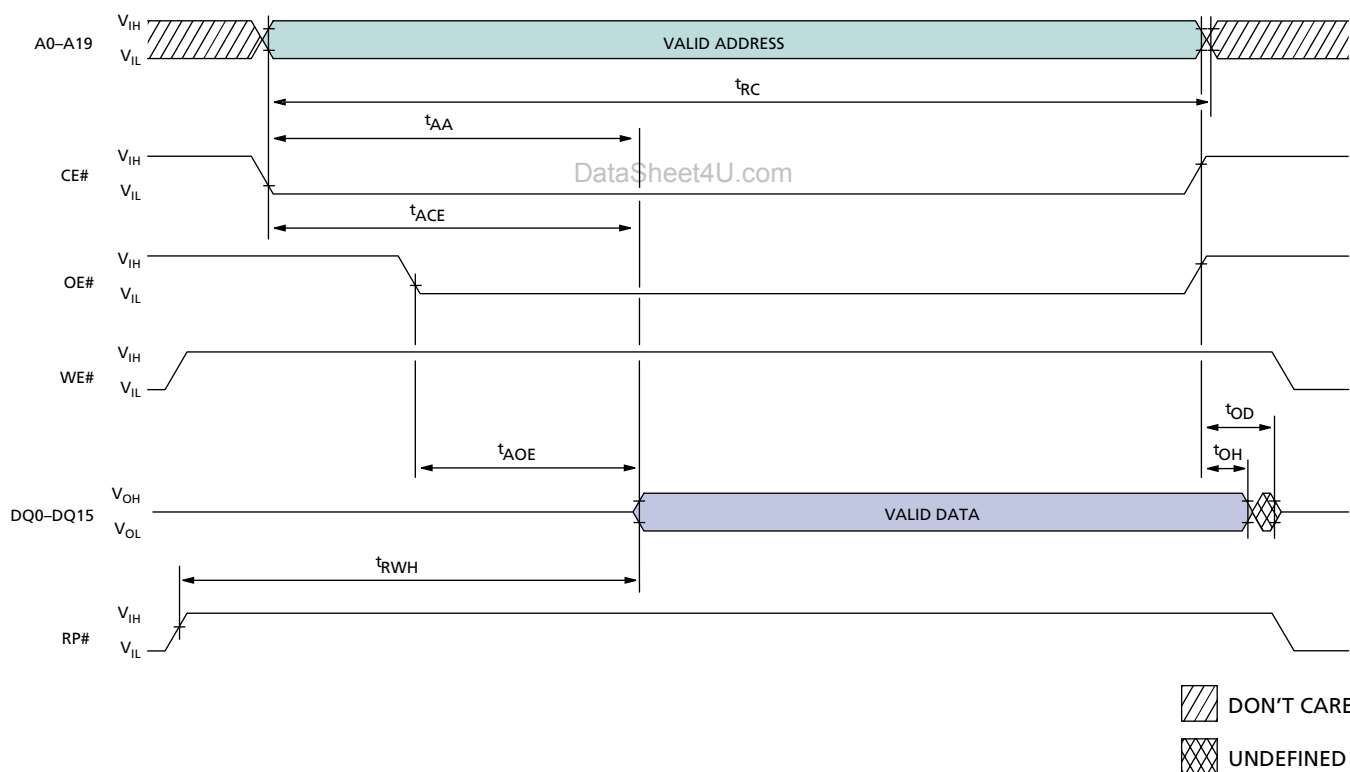 A0–A19
VIH
VIL
VALID ADDRESS
tRC
tAA
CE#
VIH
VIL
DataSheet4U.com
tACE
OE#
VIH
VIL
WE#
VIH
VIL
tOD
tAOE
tOH
DQ0–DQ15
VOH
VOL
VALID DATA
tRWH
RP#
VIH
VIL
DON'T CARE
UNDEFINED